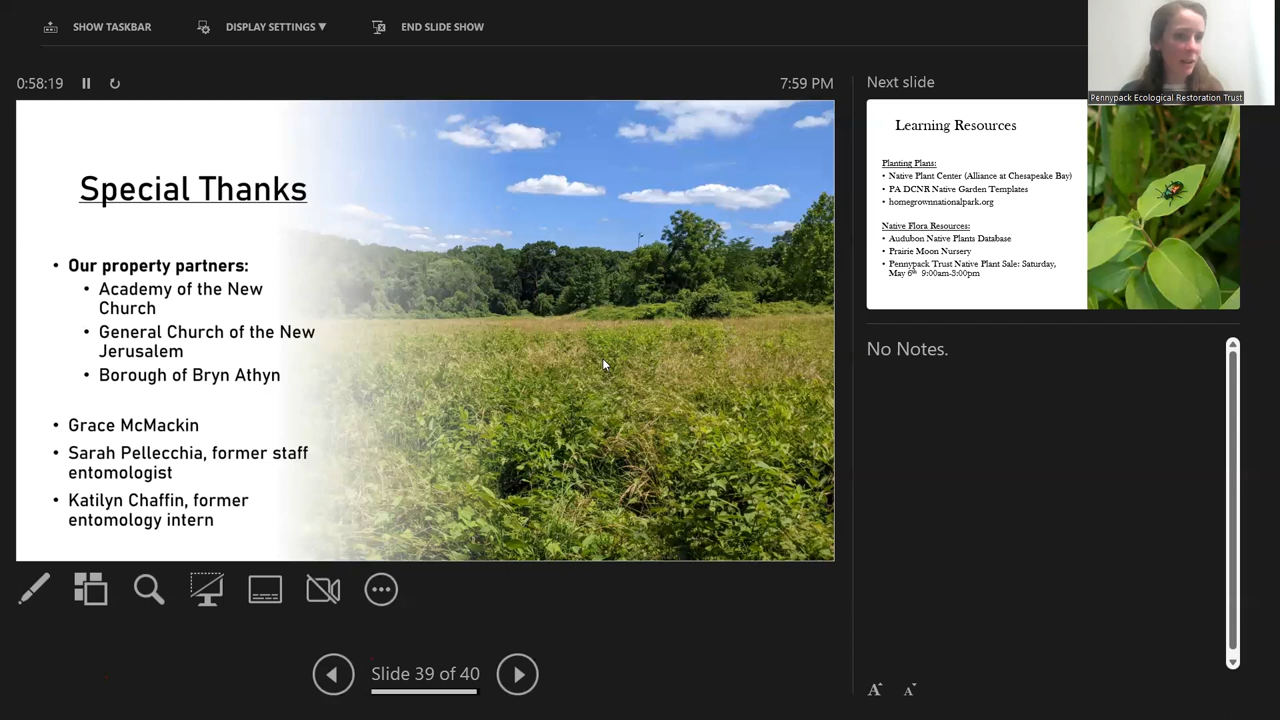 SHOW TASKBAR
DISPLAY SETTINGS ▼
END SLIDE SHOW
Pennypack Ecological Restoration Trust
0:58:19
7:59 PM
Special Thanks
• Our property partners:
• Academy of the New
Church
• General Church of the New
Jerusalem
• Borough of Bryn Athyn
• Grace McMackin
• Sarah Pellecchia, former staff
entomologist
• Katilyn Chaffin, former
entomology intern
Slide 39 of 40
Next slide
Learning Resources
Planting Plans:
• Native Plant Center (Alliance at Chesapeake Bay)
• PA DCNR Native Garden Templates
• homegrownnationalpark.org
Native Flora Resources:
• Audubon Native Plants Database
• Prairie Moon Nursery
• Pennypack Trust Native Plant Sale: Saturday,
May 6th 9:00am-3:00pm
No Notes.
A A